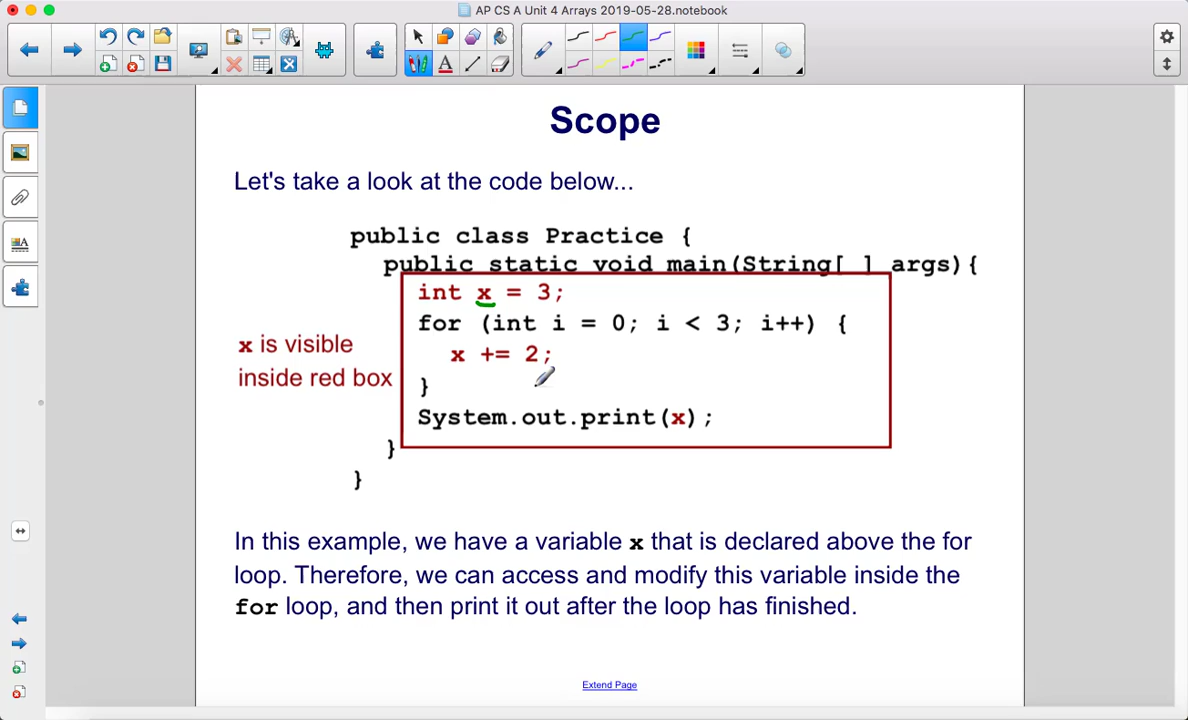 AP CS A Unit 4 Arrays 2019-05-28.notebook
Scope
Let's take a look at the code below...
public class Practice {
public static void main(String[ ] args){
int x = 3;
for (int i = 0; i < 3; i++) {
x += 2;
}
System.out.print(x);
}
}
x is visible
inside red box
In this example, we have a variable x that is declared above the for
loop. Therefore, we can access and modify this variable inside the
for loop, and then print it out after the loop has finished.
Extend Page